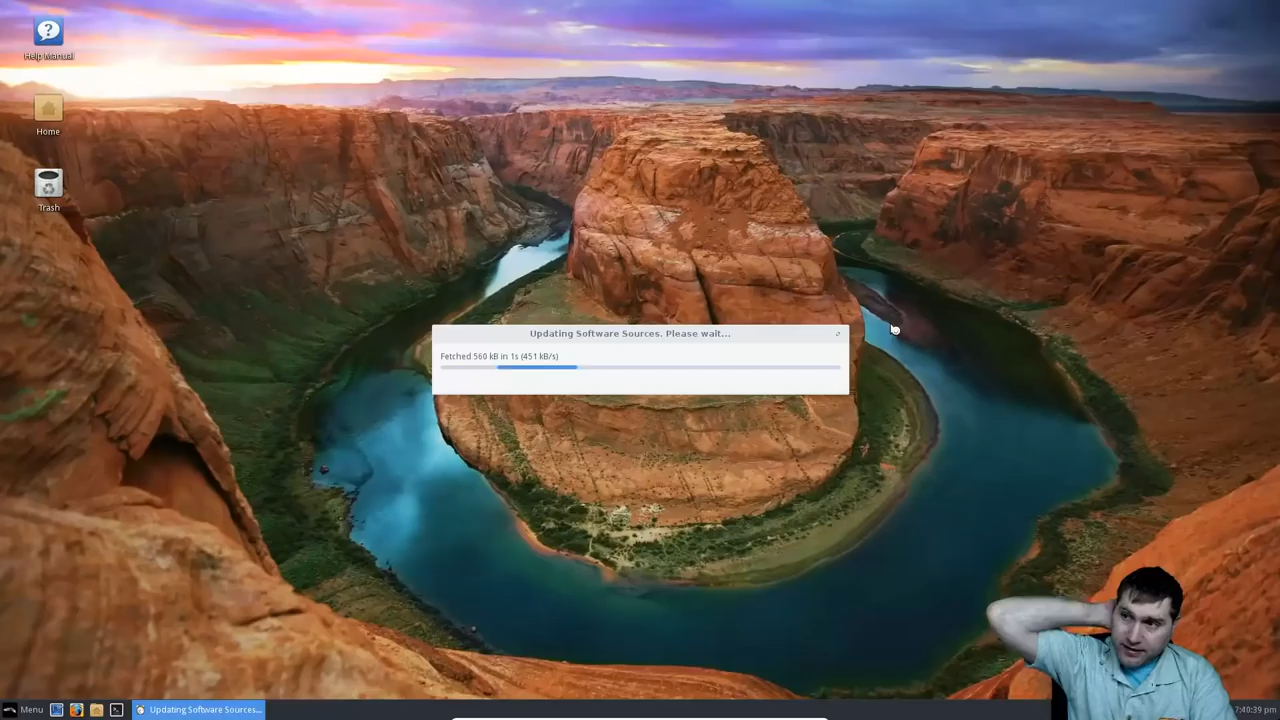 Help Manual
Home
Trash
Updating Software Sources. Please wait...
Fetched 560 kB in 1s (451 kB/s)
Menu
Updating Software Sources...
7:40:39 pm